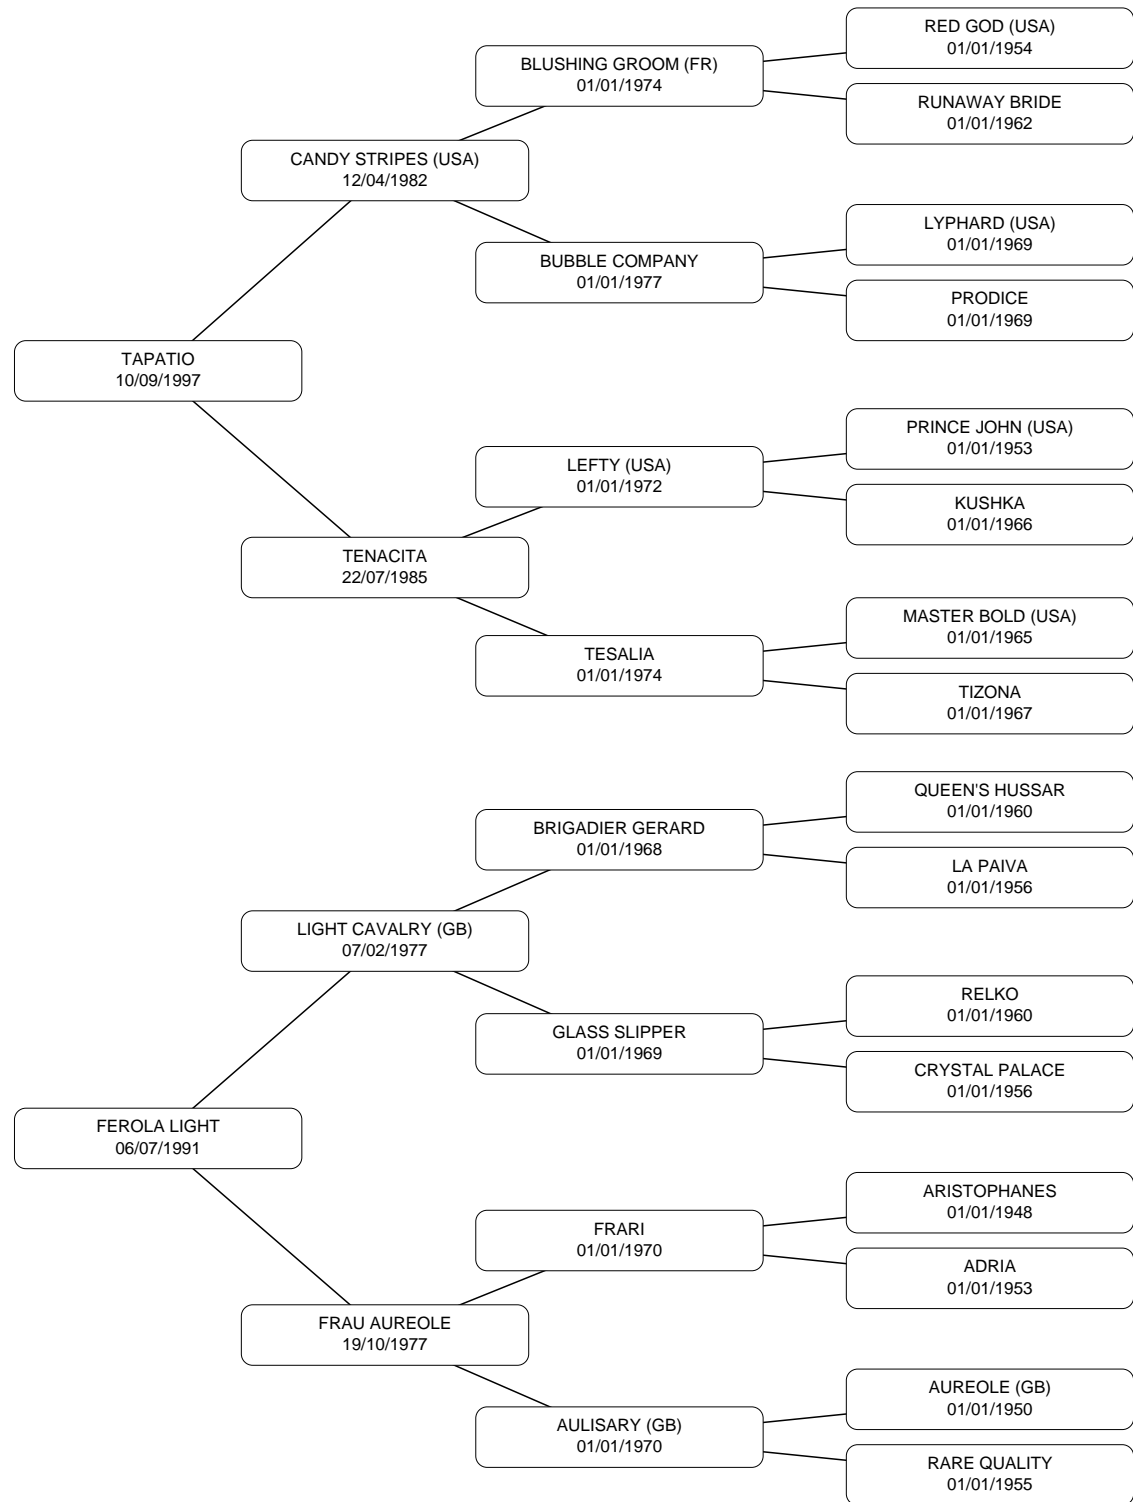 RED GOD (USA)
01/01/1954
BLUSHING GROOM (FR)
01/01/1974
RUNAWAY BRIDE
01/01/1962
CANDY STRIPES (USA)
12/04/1982
LYPHARD (USA)
01/01/1969
BUBBLE COMPANY
01/01/1977
PRODICE
01/01/1969
TAPATIO
10/09/1997
PRINCE JOHN (USA)
01/01/1953
LEFTY (USA)
01/01/1972
KUSHKA
01/01/1966
TENACITA
22/07/1985
MASTER BOLD (USA)
01/01/1965
TESALIA
01/01/1974
TIZONA
01/01/1967
QUEEN'S HUSSAR
01/01/1960
BRIGADIER GERARD
01/01/1968
LA PAIVA
01/01/1956
LIGHT CAVALRY (GB)
07/02/1977
RELKO
01/01/1960
GLASS SLIPPER
01/01/1969
CRYSTAL PALACE
01/01/1956
FEROLA LIGHT
06/07/1991
ARISTOPHANES
01/01/1948
FRARI
01/01/1970
ADRIA
01/01/1953
FRAU AUREOLE
19/10/1977
AUREOLE (GB)
01/01/1950
AULISARY (GB)
01/01/1970
RARE QUALITY
01/01/1955